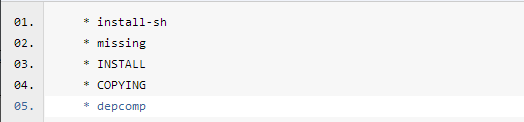 01. * install-sh
02. * missing
03. * INSTALL
04. * COPYING
05. * depcomp